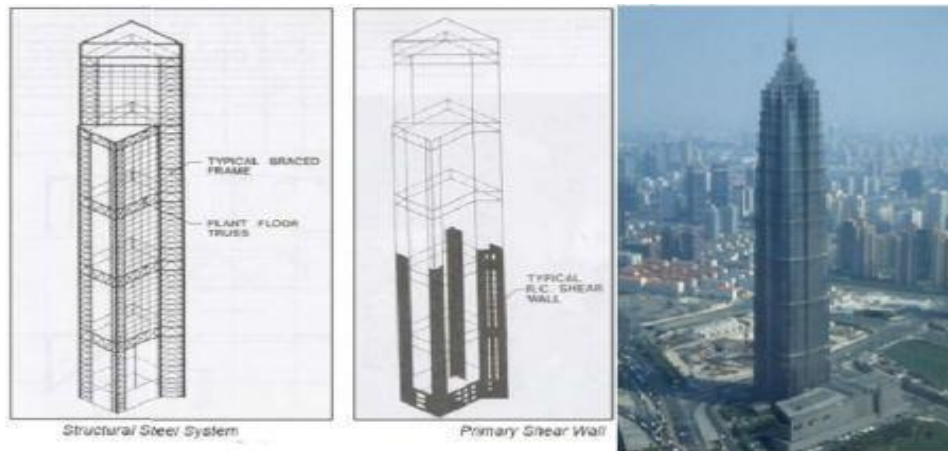 TYPICAL BRACED
FRAME
PLANT FLOOR
TRUSS
Structural Steel System
TYPICAL
R.C. SHEAR
WALL
Primary Shear Wall